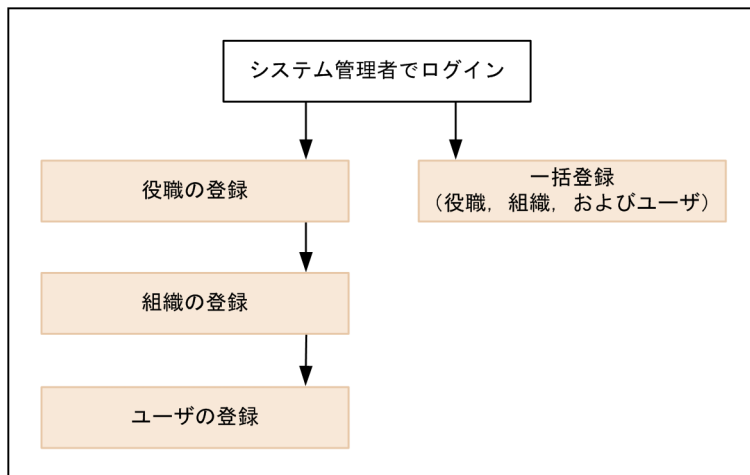 システム管理者でログイン
役職の登録
一括登録
（役職，組織，およびユーザ）
組織の登録
ユーザの登録